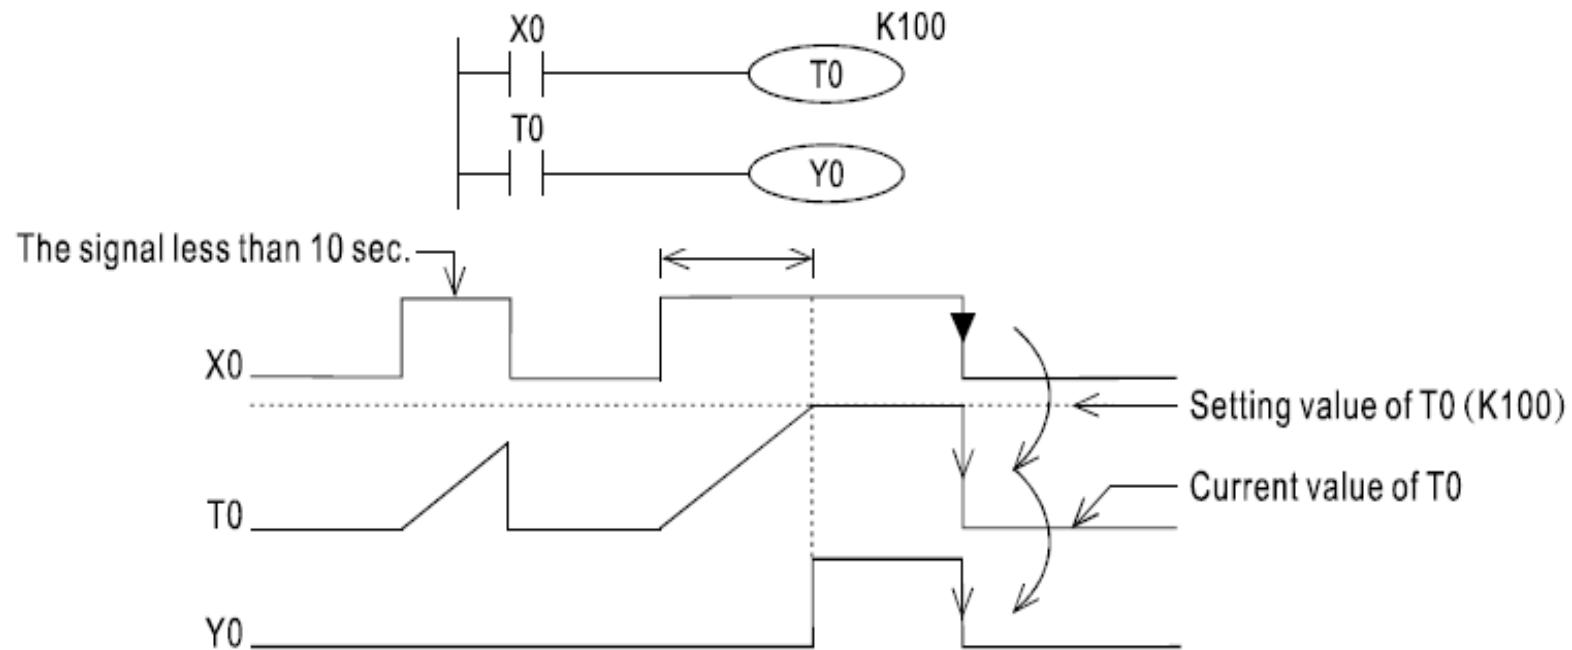 X0
K100
T0
T0
Y0
The signal less than 10 sec.
X0
Setting value of T0 (K100)
Current value of T0
T0
Y0